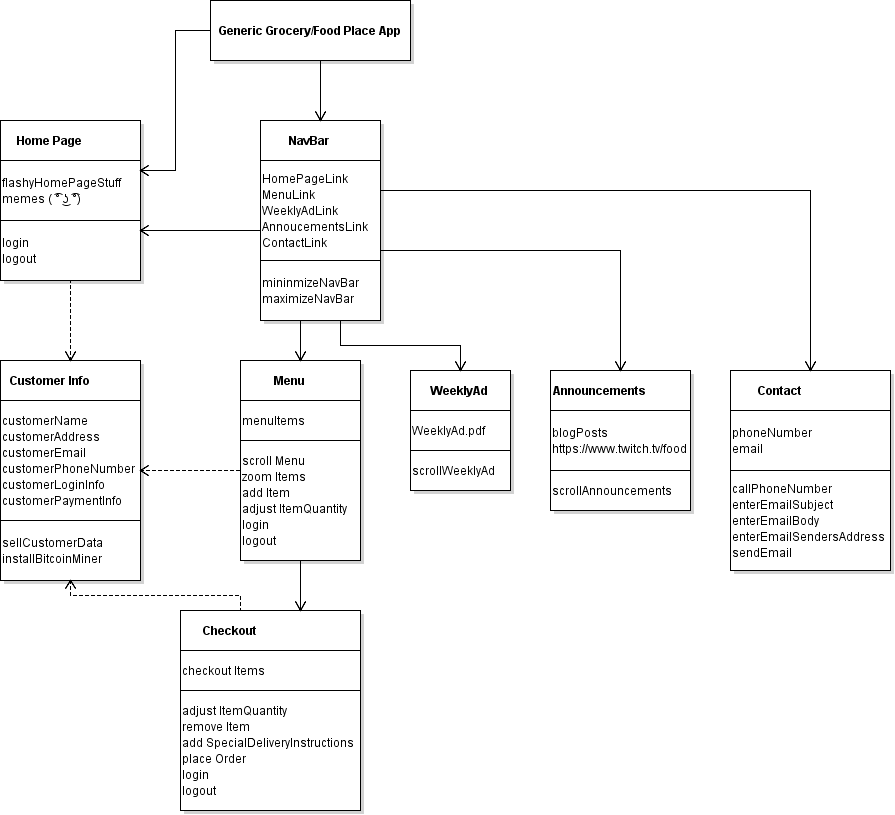 Generic Grocery/Food Place App
Home Page
flashyHomePageStuff
memes ( ͡° ͜ʖ ͡°)
login
logout
NavBar
HomePageLink
MenuLink
WeeklyAdLink
AnnoucementsLink
ContactLink
mininmizeNavBar
maximizeNavBar
Customer Info
customerName
customerAddress
customerEmail
customerPhoneNumber
customerLoginInfo
customerPaymentInfo
sellCustomerData
installBitcoinMiner
Menu
menuItems
scroll Menu
zoom Items
add Item
adjust ItemQuantity
login
logout
WeeklyAd
WeeklyAd.pdf
scrollWeeklyAd
Announcements
blogPosts
https://www.twitch.tv/food
scrollAnnouncements
Contact
phoneNumber
email
callPhoneNumber
enterEmailSubject
enterEmailBody
enterEmailSendersAddress
sendEmail
Checkout
checkout Items
adjust ItemQuantity
remove Item
add SpecialDeliveryInstructions
place Order
login
logout